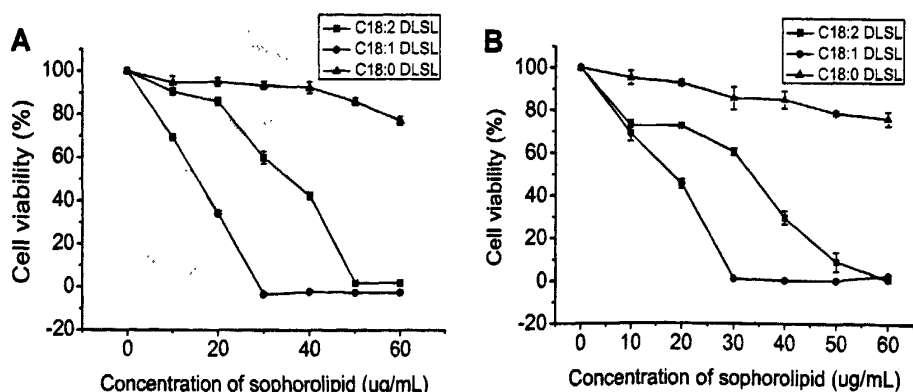 A
C18:2 DLSL
C18:1 DLSL
C18:0 DLSL
100
80
60
40
20
0
-20
Cell viability (%)
0 20 40 60
Concentration of sophorolipid (ug/mL)
B
C18:2 DLSL
C18:1 DLSL
C18:0 DLSL
100
80
60
40
20
0
-20
Cell viability (%)
0 10 20 30 40 50 60
Concentration of sophorolipid (ug/mL)